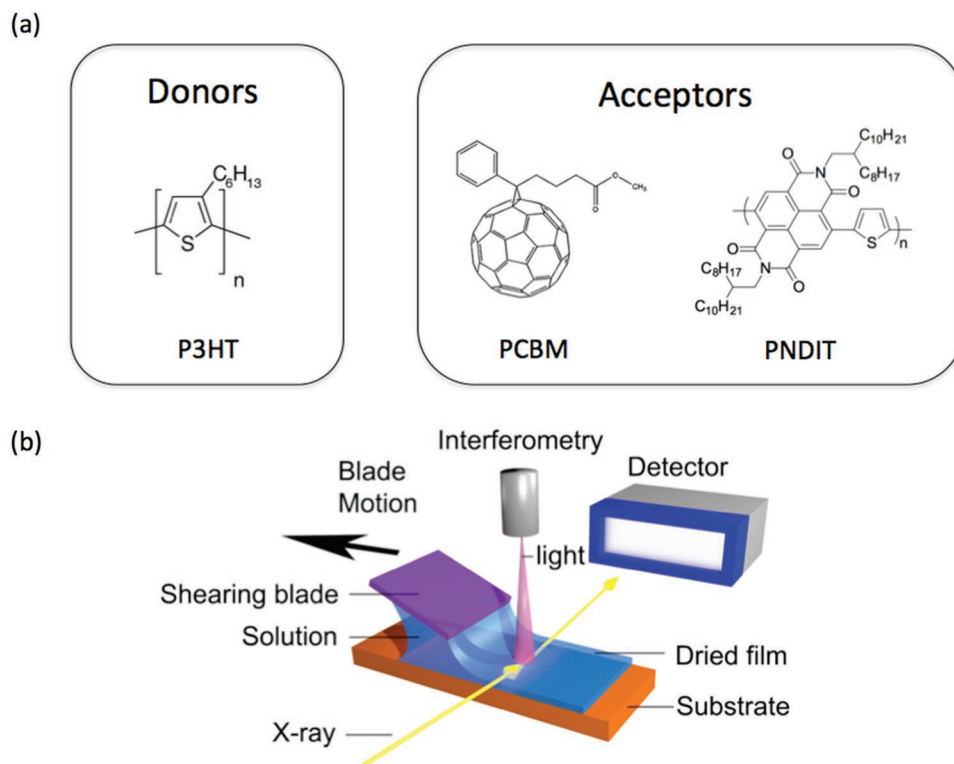 (a)
Donors
C6H13
S
n
P3HT
Acceptors
O
O
CH3
PCBM
C10H21
C8H17
O
N
O
S
n
O
N
O
C8H17
C10H21
PNDIT
(b)
Interferometry
Detector
Blade
Motion
light
Shearing blade
Solution
Dried film
Substrate
X-ray